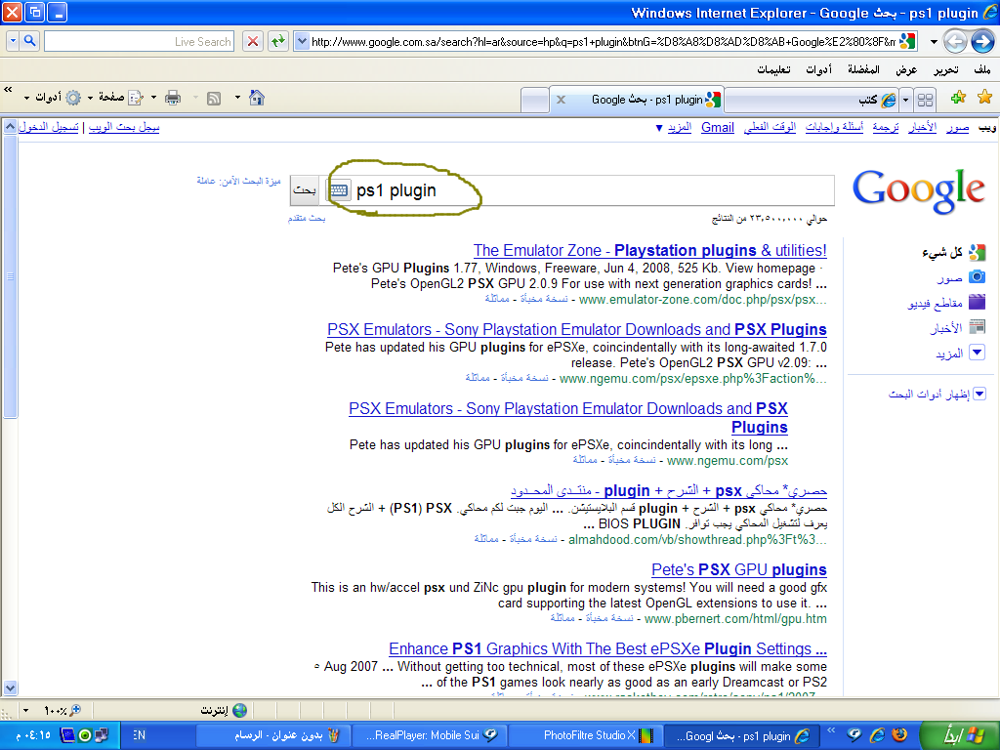 ps1 plugin - بحث Google - Windows Internet Explorer
http://www.google.com.sa/search?hl=ar&source=hp&q=ps1+plugin&btnG=%D8%A8%D8%AD%D8%AB+Google%E2%80%8F&
Live Search
ملف تحرير عرض المفضلة أدوات تعليمات
كتب
ps1 plugin - بحث Google
صفحة أدوات
ويب صور الأخبار ترجمة أسئلة وإجابات الوقت الفعلي Gmail المزيد ▼
سجل بحث الويب | تسجيل الدخول
Google
ps1 plugin
بحث
ميزة البحث الآمن: عاملة
بحث متقدم
حوالي ٢٣,٥٠٠,٠٠٠ من النتائج
كل شيء
صور
مقاطع فيديو
الأخبار
المزيد
إظهار أدوات البحث
The Emulator Zone - Playstation plugins & utilities!
Pete's GPU Plugins 1.77, Windows, Freeware, Jun 4, 2008, 525 Kb. View homepage ·
Pete's OpenGL2 PSX GPU 2.0.9 For use with next generation graphics cards! ...
www.emulator-zone.com/doc.php/psx/psx... - نسخة مخبأة - مماثلة
PSX Emulators - Sony Playstation Emulator Downloads and PSX Plugins
Pete has updated his GPU plugins for ePSXe, coincidentally with its long-awaited 1.7.0
release. Pete's OpenGL2 PSX GPU v2.09: ...
www.ngemu.com/psx/epsxe.php%3Faction%... - نسخة مخبأة - مماثلة
PSX Emulators - Sony Playstation Emulator Downloads and PSX
Plugins
Pete has updated his GPU plugins for ePSXe, coincidentally with its long ...
www.ngemu.com/psx - نسخة مخبأة - مماثلة
حصري* محاكي psx + الشرح + plugin - منتـدى المحـدود
حصري* محاكي psx + الشرح + plugin قسم البلايستيشن. ... اليوم جبت لكم محاكي. PSX (PS1) + الشرح الكل
يعرف لتشغيل المحاكي يجب توافر. BIOS PLUGIN ...
almahdood.com/vb/showthread.php%3Ft%3... - نسخة مخبأة - مماثلة
Pete's PSX GPU plugins
This is an hw/accel psx und ZiNc gpu plugin for modern systems! You will need a good gfx
card supporting the latest OpenGL extensions to use it. ...
www.pbernert.com/html/gpu.htm - نسخة مخبأة - مماثلة
Enhance PS1 Graphics With The Best ePSXe Plugin Settings ...
٥ Aug 2007 ... Without getting too technical, most of these ePSXe plugins will make some
of the PS1 games look nearly as good as an early Dreamcast or PS2 ...
إنترنت
١٠٠%
ابدأ
ps1 plugin - بحث Googl...
PhotoFiltre Studio X
RealPlayer: Mobile Sui...
بدون عنوان - الرسام
EN
٠٤:١٥ م